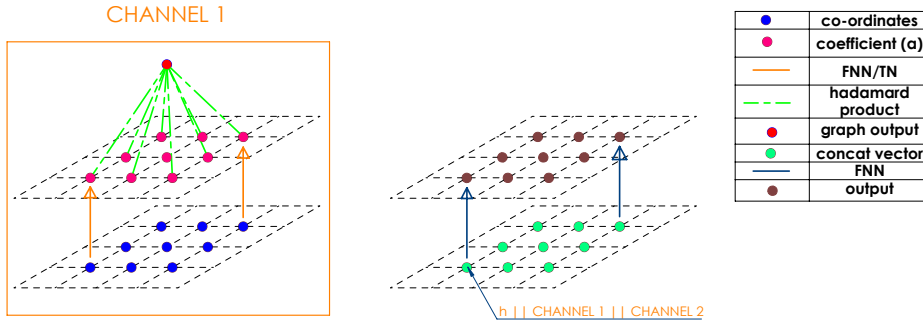 CHANNEL 1
co-ordinates
coefficient (a)
FNN/TN
hadamard
product
graph output
concat vector
FNN
output
h || CHANNEL 1 || CHANNEL 2